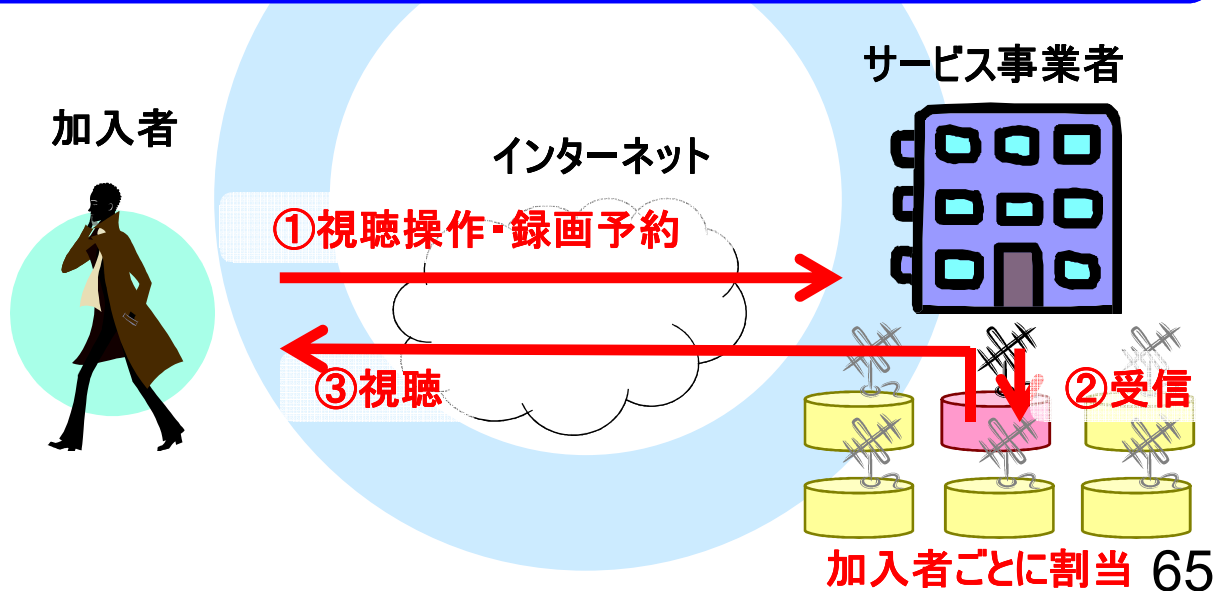 サービス事業者
加入者
インターネット
①視聴操作・録画予約
③視聴
②受信
加入者ごとに割当
65